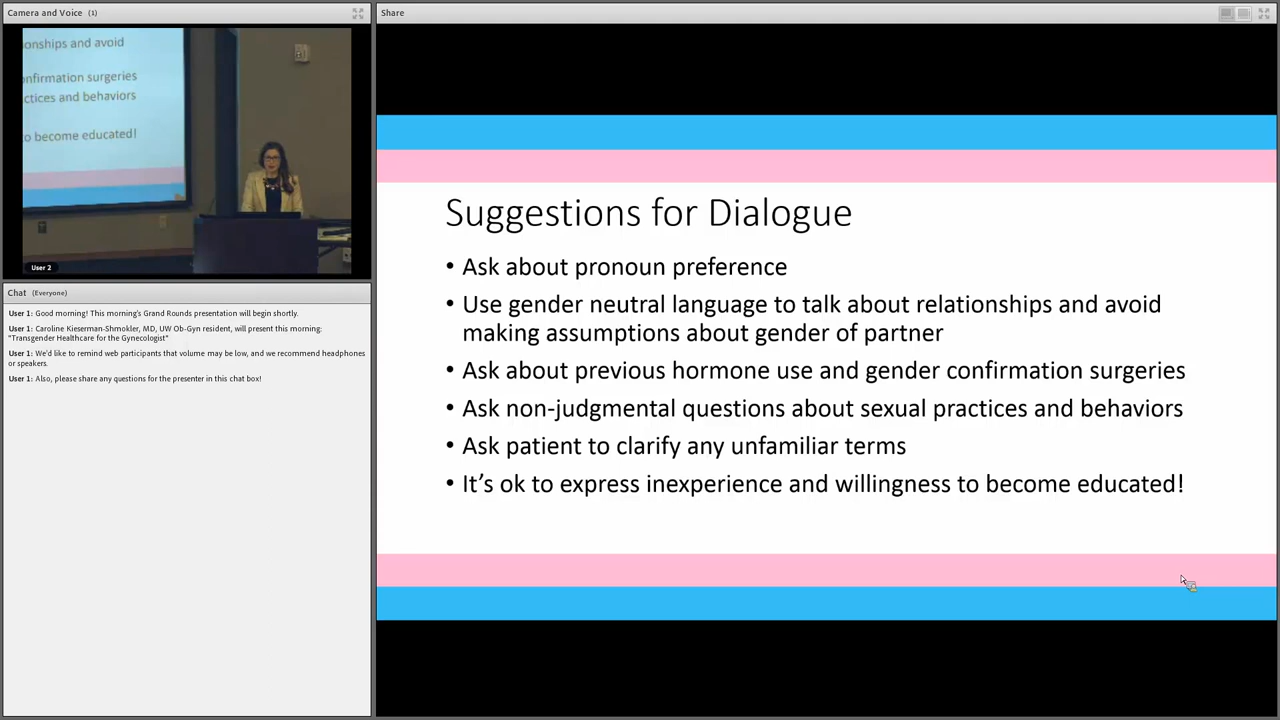 Camera and Voice (1)
onships and avoid
onfirmation surgeries
ctices and behaviors
o become educated!
User 2
Chat (Everyone)
User 1: Good morning! This morning's Grand Rounds presentation will begin shortly.
User 1: Caroline Kieserman-Shmokler, MD, UW Ob-Gyn resident, will present this morning:
"Transgender Healthcare for the Gynecologist"
User 1: We'd like to remind web participants that volume may be low, and we recommend headphones
or speakers.
User 1: Also, please share any questions for the presenter in this chat box!
Share
Suggestions for Dialogue
• Ask about pronoun preference
• Use gender neutral language to talk about relationships and avoid
making assumptions about gender of partner
• Ask about previous hormone use and gender confirmation surgeries
• Ask non-judgmental questions about sexual practices and behaviors
• Ask patient to clarify any unfamiliar terms
• It's ok to express inexperience and willingness to become educated!